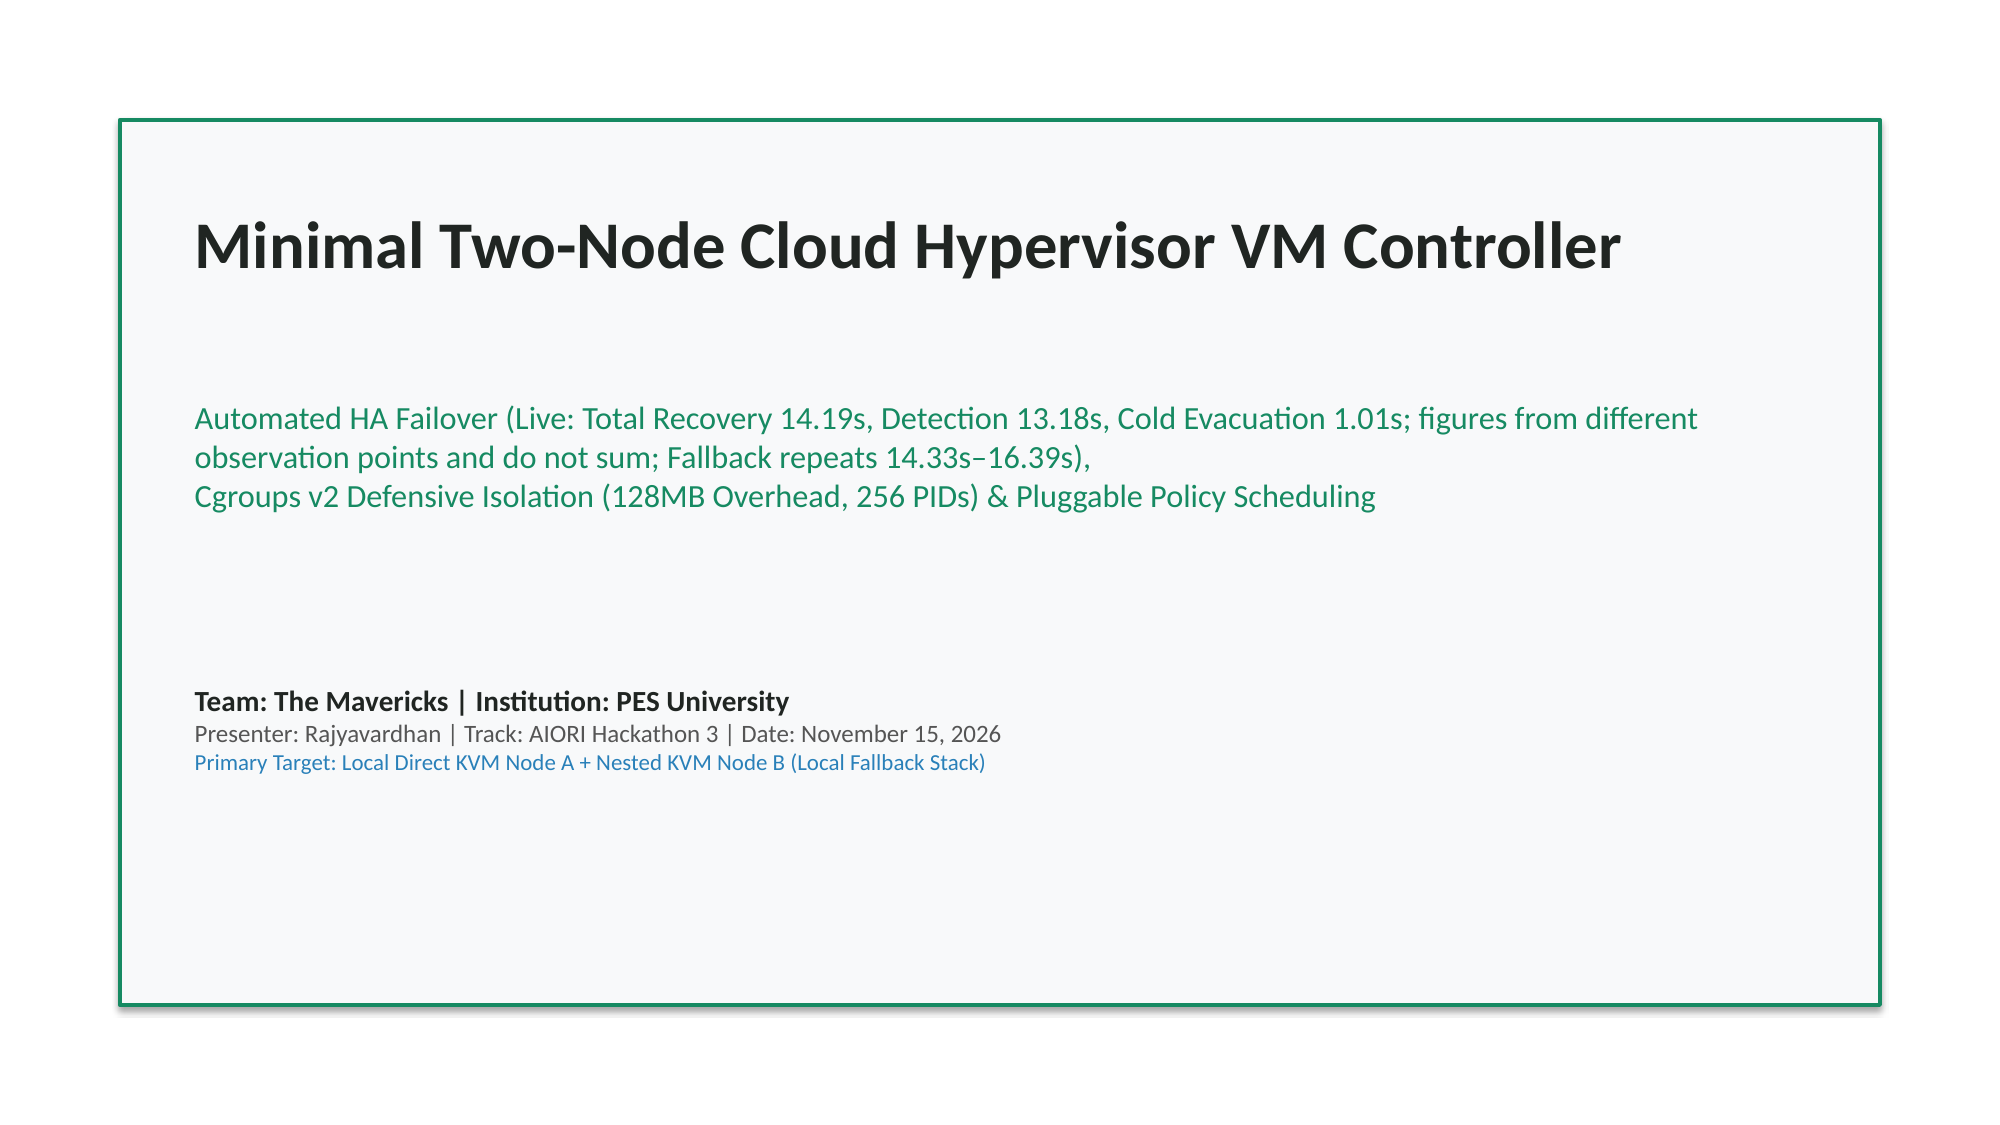 Minimal Two-Node Cloud Hypervisor VM Controller
Automated HA Failover (Live: Total Recovery 14.19s, Detection 13.18s, Cold Evacuation 1.01s; figures from different
observation points and do not sum; Fallback repeats 14.33s–16.39s),
Cgroups v2 Defensive Isolation (128MB Overhead, 256 PIDs) & Pluggable Policy Scheduling
Team: The Mavericks | Institution: PES University
Presenter: Rajyavardhan | Track: AIORI Hackathon 3 | Date: November 15, 2026
Primary Target: Local Direct KVM Node A + Nested KVM Node B (Local Fallback Stack)